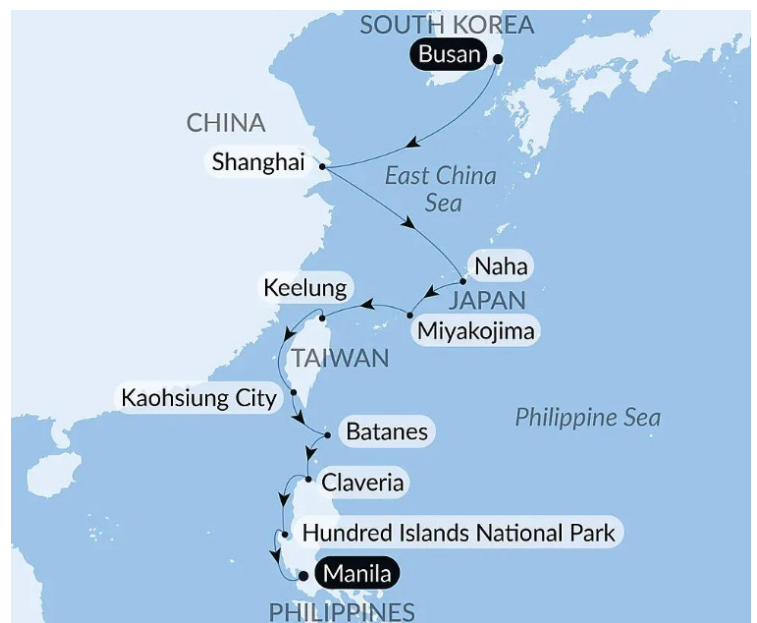 SOUTH KOREA
Busan
CHINA
Shanghai
East China
Sea
Naha
Keelung
JAPAN
Miyakojima
TAIWAN
Kaohsiung City
Philippine Sea
Batanes
Claveria
Hundred Islands National Park
Manila
PHILIPPINES